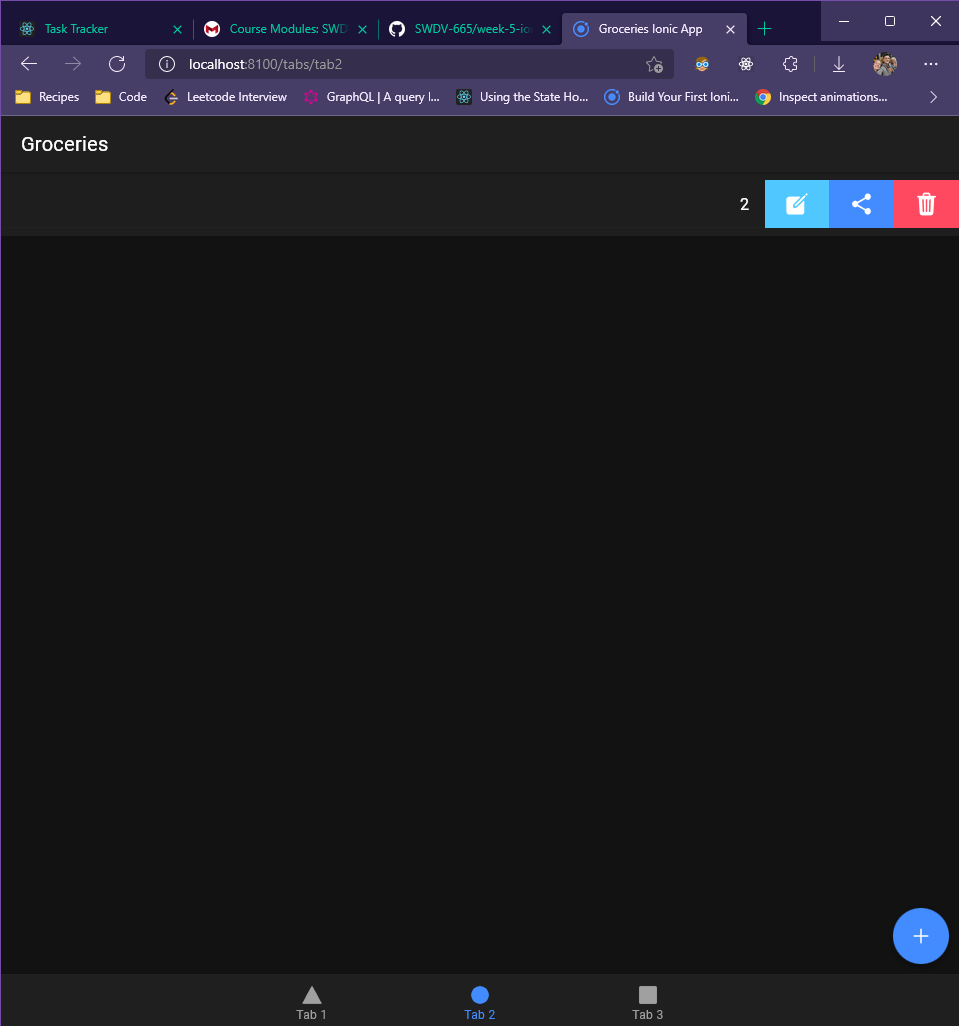 Task Tracker
Course Modules: SWD
SWDV-665/week-5-io
Groceries Ionic App
localhost:8100/tabs/tab2
Recipes
Code
Leetcode Interview
GraphQL | A query l...
Using the State Ho...
Build Your First Ioni...
Inspect animations...
Groceries
2
Tab 1
Tab 2
Tab 3